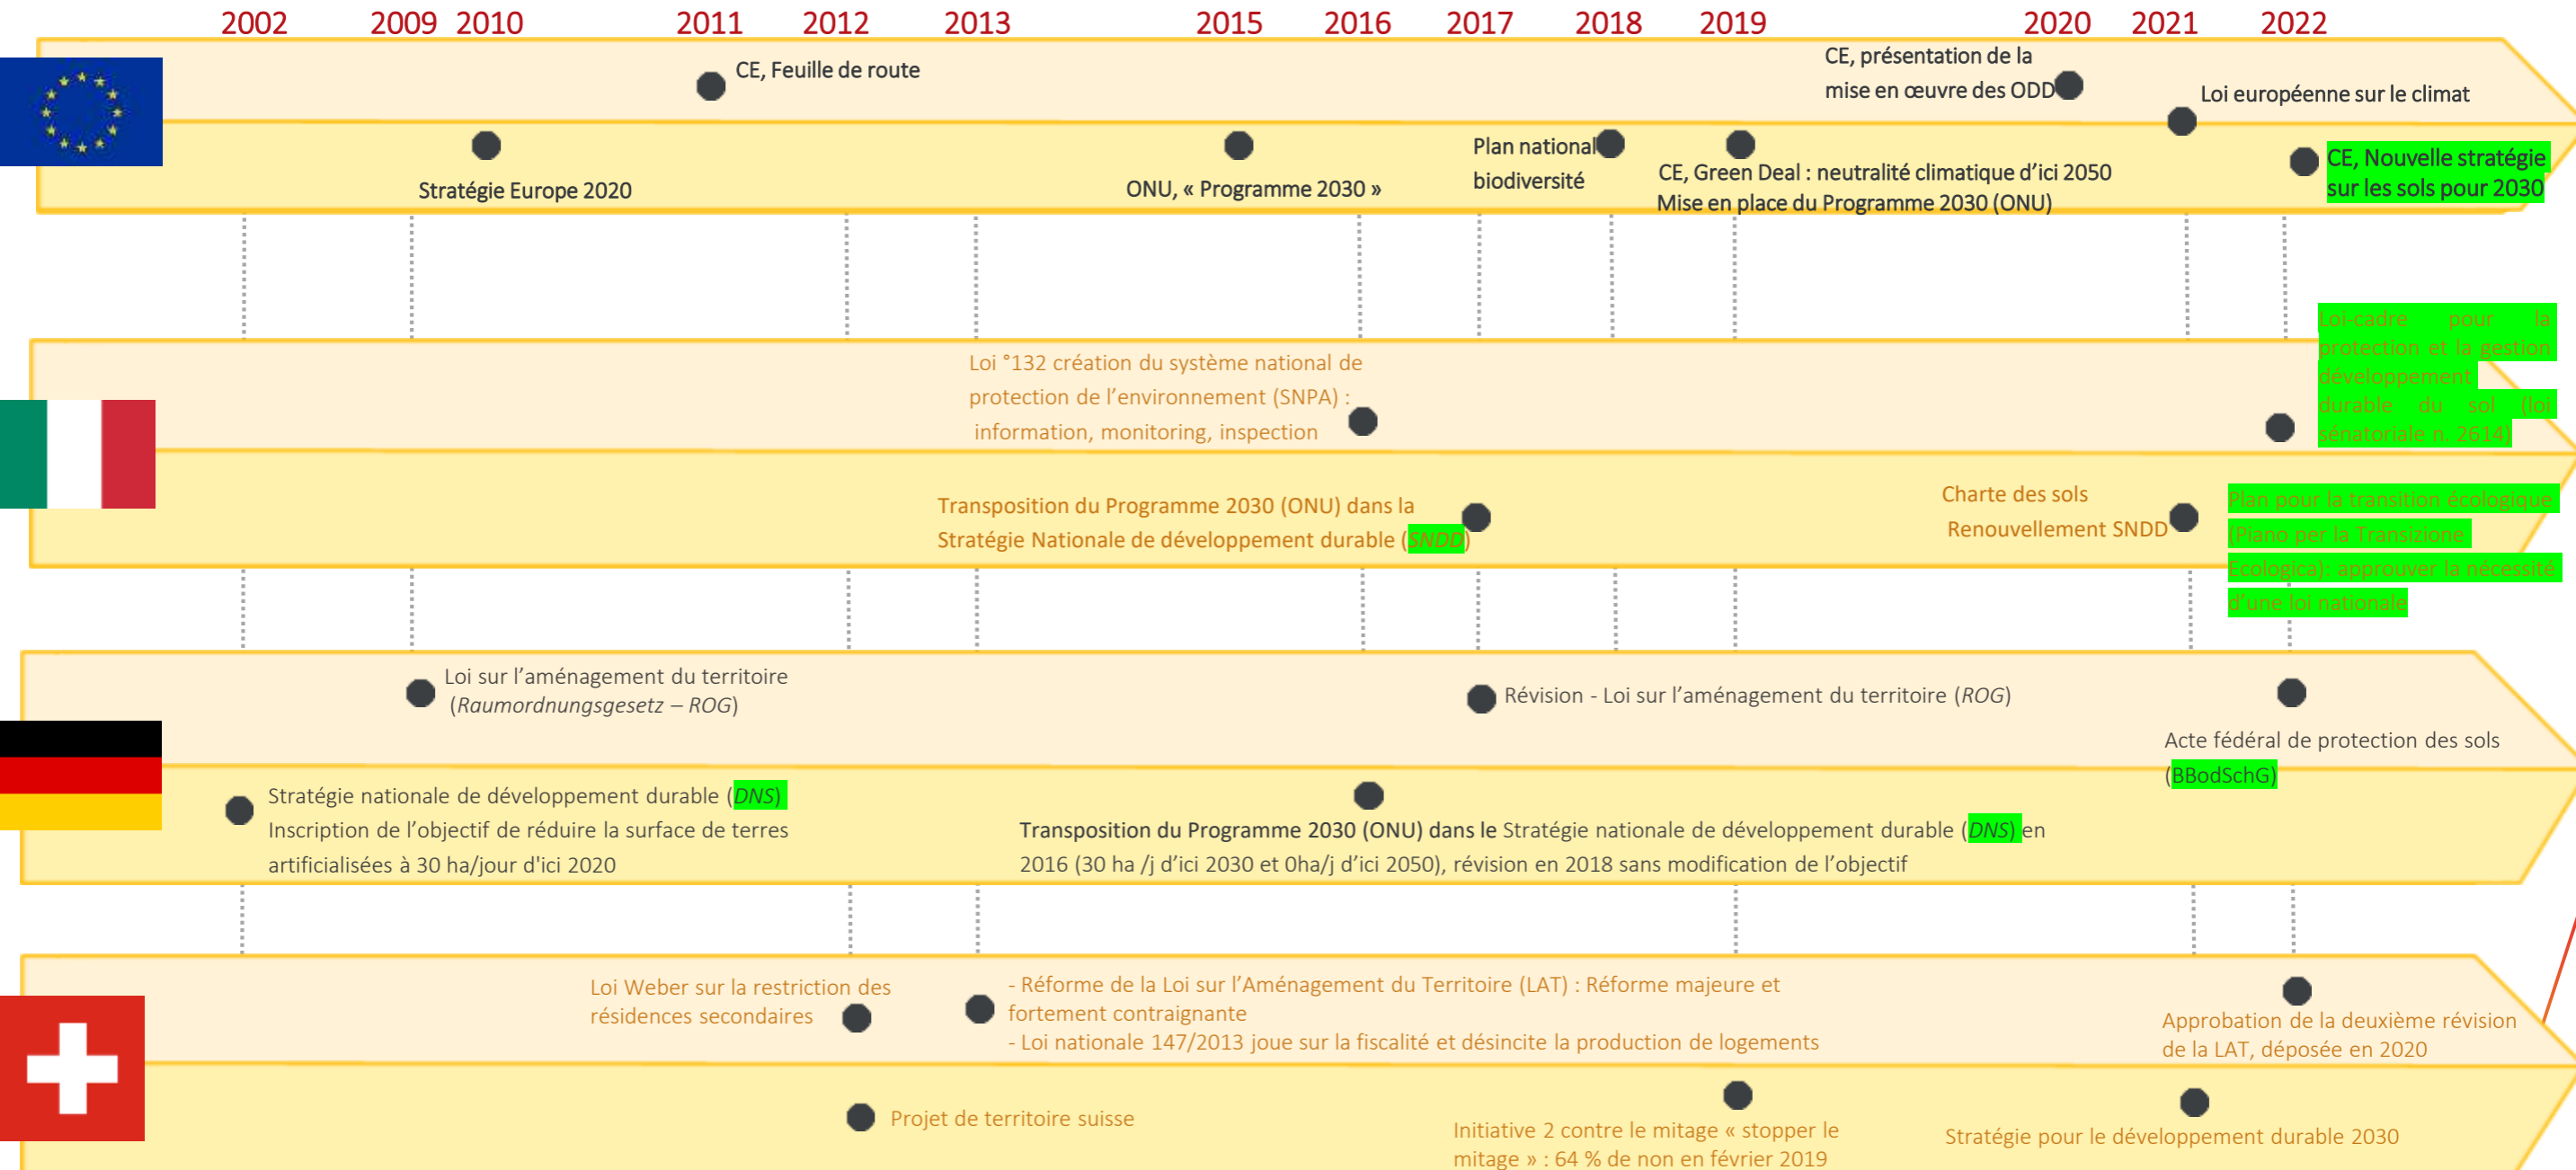 2002 2009 2010 2011 2012 2013 2015 2016 2017 2018 2019 2020 2021 2022
CE, Feuille de route
CE, présentation de la
mise en œuvre des ODD
Loi européenne sur le climat
Stratégie Europe 2020
ONU, « Programme 2030 »
Plan national
biodiversité
CE, Green Deal : neutralité climatique d’ici 2050
Mise en place du Programme 2030 (ONU)
CE, Nouvelle stratégie
sur les sols pour 2030
Loi °132 création du système national de
protection de l’environnement (SNPA) :
information, monitoring, inspection
Loi-cadre pour la
protection et la gestion
développement
durable du sol (loi
sénatoriale n. 2614)
Transposition du Programme 2030 (ONU) dans la
Stratégie Nationale de développement durable (SNDD)
Charte des sols
Renouvellement SNDD
Plan pour la transition écologique
(Piano per la Transizione
Ecologica): approuver la nécessité
d’une loi nationale
Loi sur l’aménagement du territoire
(Raumordnungsgesetz – ROG)
Révision - Loi sur l’aménagement du territoire (ROG)
Acte fédéral de protection des sols
(BBodSchG)
Stratégie nationale de développement durable (DNS)
Inscription de l’objectif de réduire la surface de terres
artificialisées à 30 ha/jour d'ici 2020
Transposition du Programme 2030 (ONU) dans le Stratégie nationale de développement durable (DNS) en
2016 (30 ha /j d’ici 2030 et 0ha/j d’ici 2050), révision en 2018 sans modification de l’objectif
Loi Weber sur la restriction des
résidences secondaires
- Réforme de la Loi sur l’Aménagement du Territoire (LAT) : Réforme majeure et
fortement contraignante
- Loi nationale 147/2013 joue sur la fiscalité et désincite la production de logements
Approbation de la deuxième révision
de la LAT, déposée en 2020
Projet de territoire suisse
Initiative 2 contre le mitage « stopper le
mitage » : 64 % de non en février 2019
Stratégie pour le développement durable 2030